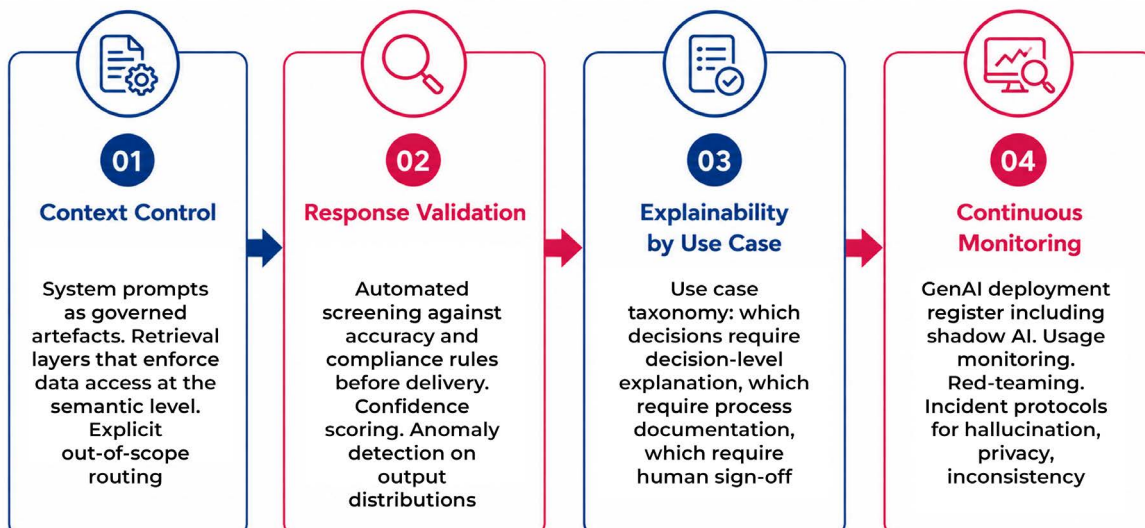 01
Context Control
System prompts
as governed
artefacts. Retrieval
layers that enforce
data access at the
semantic level.
Explicit
out-of-scope
routing
02
Response Validation
Automated
screening against
accuracy and
compliance rules
before delivery.
Confidence
scoring. Anomaly
detection on
output
distributions
03
Explainability
by Use Case
Use case
taxonomy: which
decisions require
decision-level
explanation, which
require process
documentation,
which require
human sign-off
04
Continuous
Monitoring
GenAI deployment
register including
shadow AI. Usage
monitoring.
Red-teaming.
Incident protocols
for hallucination,
privacy,
inconsistency